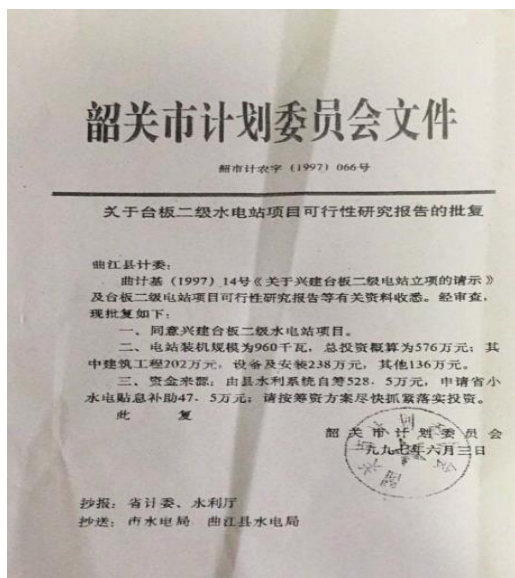 韶关市计划委员会文件
韶市计农字(1997)066号
关于台板二级水电站项目可行性研究报告的批复
曲江县计委：
曲计基(1997)14号《关于兴建台板二级电站立项的请示》
及台板二级电站项目可行性研究报告等有关资料收悉。经审查，
现批复如下：
一、同意兴建台板二级水电站项目。
二、电站装机规模为960千瓦，总投资概算为576万元；其
中建筑工程202万元，设备及安装238万元，其他136万元。
三、资金来源：由县水利系统自筹528．5万元，申请省小
水电贴息补助47．5万元；请按筹资方案尽快抓紧落实投资。
此 复
韶关市计划委员会
一九九七年六月三日
抄报：省计委、水利厅
抄送：市水电局 曲江县水电局